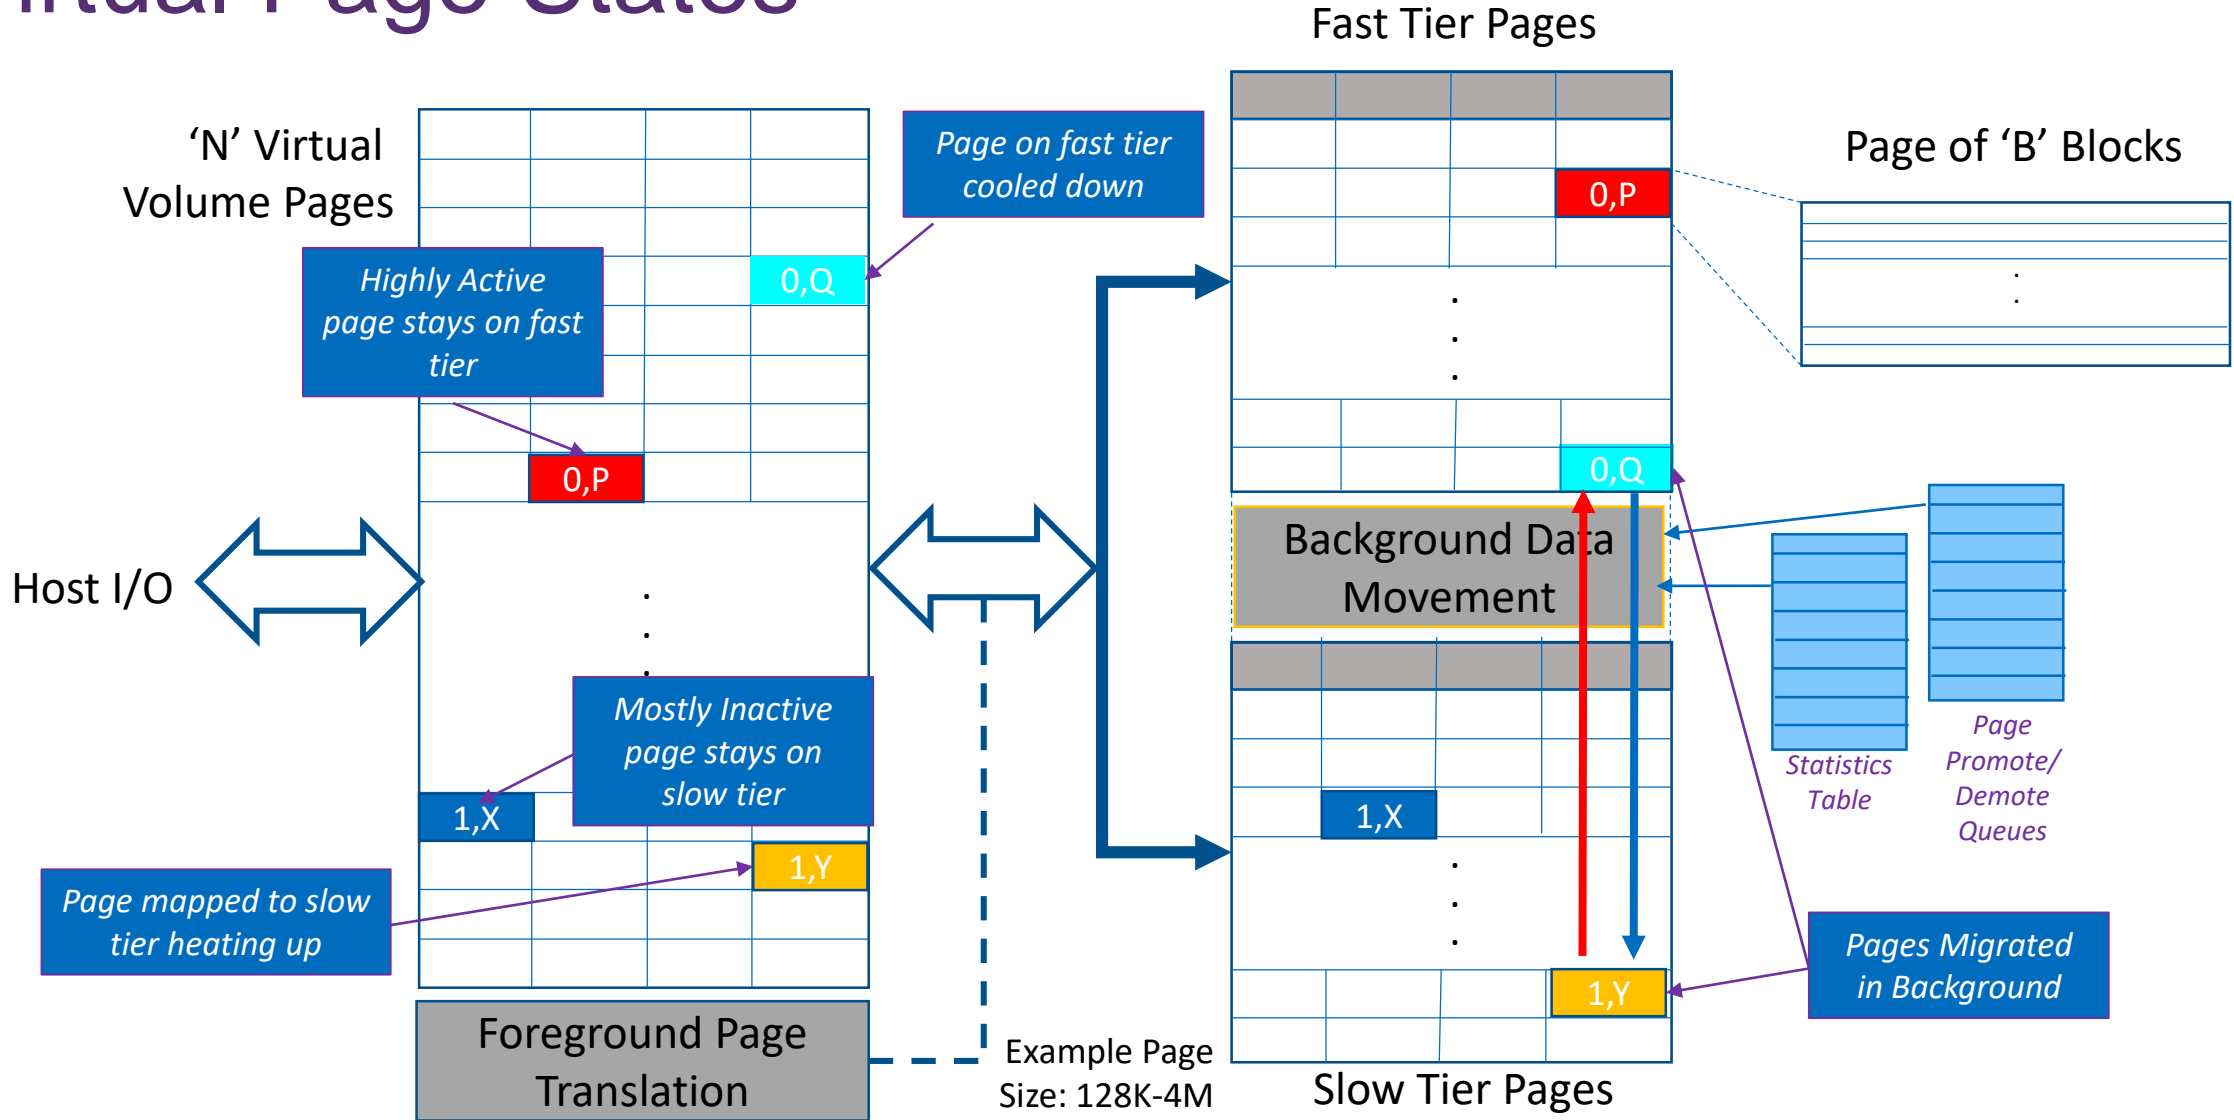 Virtual Page States
Fast Tier Pages
‘N’ Virtual
Volume Pages
Page on fast tier
cooled down
Page of ‘B’ Blocks
0,P
Highly Active
page stays on fast
tier
0,Q
0,P
0,Q
Background Data
Movement
Host I/O
Mostly Inactive
page stays on
slow tier
Statistics
Table
Page
Promote/
Demote
Queues
1,X
1,X
1,Y
Page mapped to slow
tier heating up
Pages Migrated
in Background
1,Y
Foreground Page
Translation
Example Page
Size: 128K-4M
Slow Tier Pages